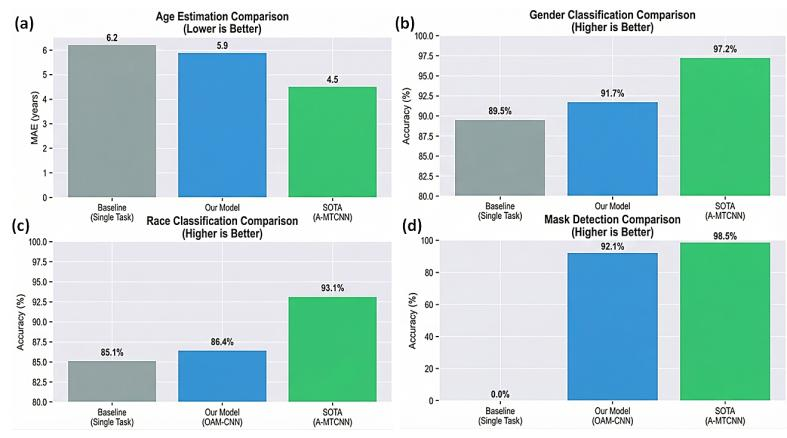 (a)
Age Estimation Comparison
(Lower is Better)
MAE (years)
6
5
4
3
2
1
0
6.2
5.9
4.5
Baseline
(Single Task)
Our Model
(OAM-CNN)
SOTA
(A-MTCNN)
(b)
Gender Classification Comparison
(Higher is Better)
Accuracy (%)
100.0
97.5
95.0
92.5
90.0
87.5
85.0
82.5
80.0
89.5%
91.7%
97.2%
Baseline
(Single Task)
Our Model
(OAM-CNN)
SOTA
(A-MTCNN)
(c)
Race Classification Comparison
(Higher is Better)
Accuracy (%)
100.0
97.5
95.0
92.5
90.0
87.5
85.0
82.5
80.0
85.1%
86.4%
93.1%
Baseline
(Single Task)
Our Model
(OAM-CNN)
SOTA
(A-MTCNN)
(d)
Mask Detection Comparison
(Higher is Better)
Accuracy (%)
100
80
60
40
20
0
0.0%
92.1%
98.5%
Baseline
(Single Task)
Our Model
(OAM-CNN)
SOTA
(A-MTCNN)